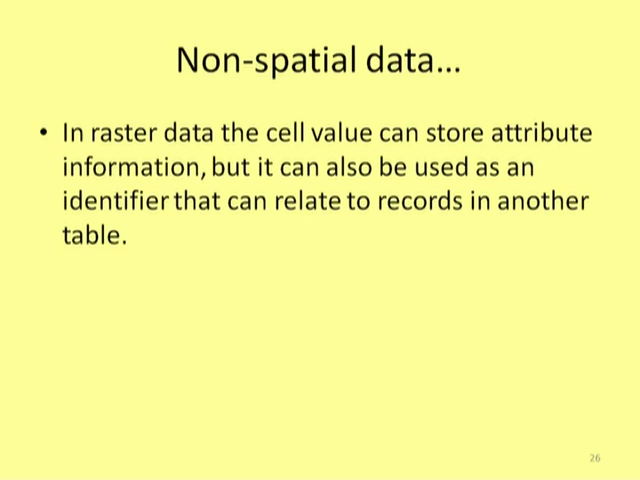 Non-spatial data...
• In raster data the cell value can store attribute
information, but it can also be used as an
identifier that can relate to records in another
table.
26